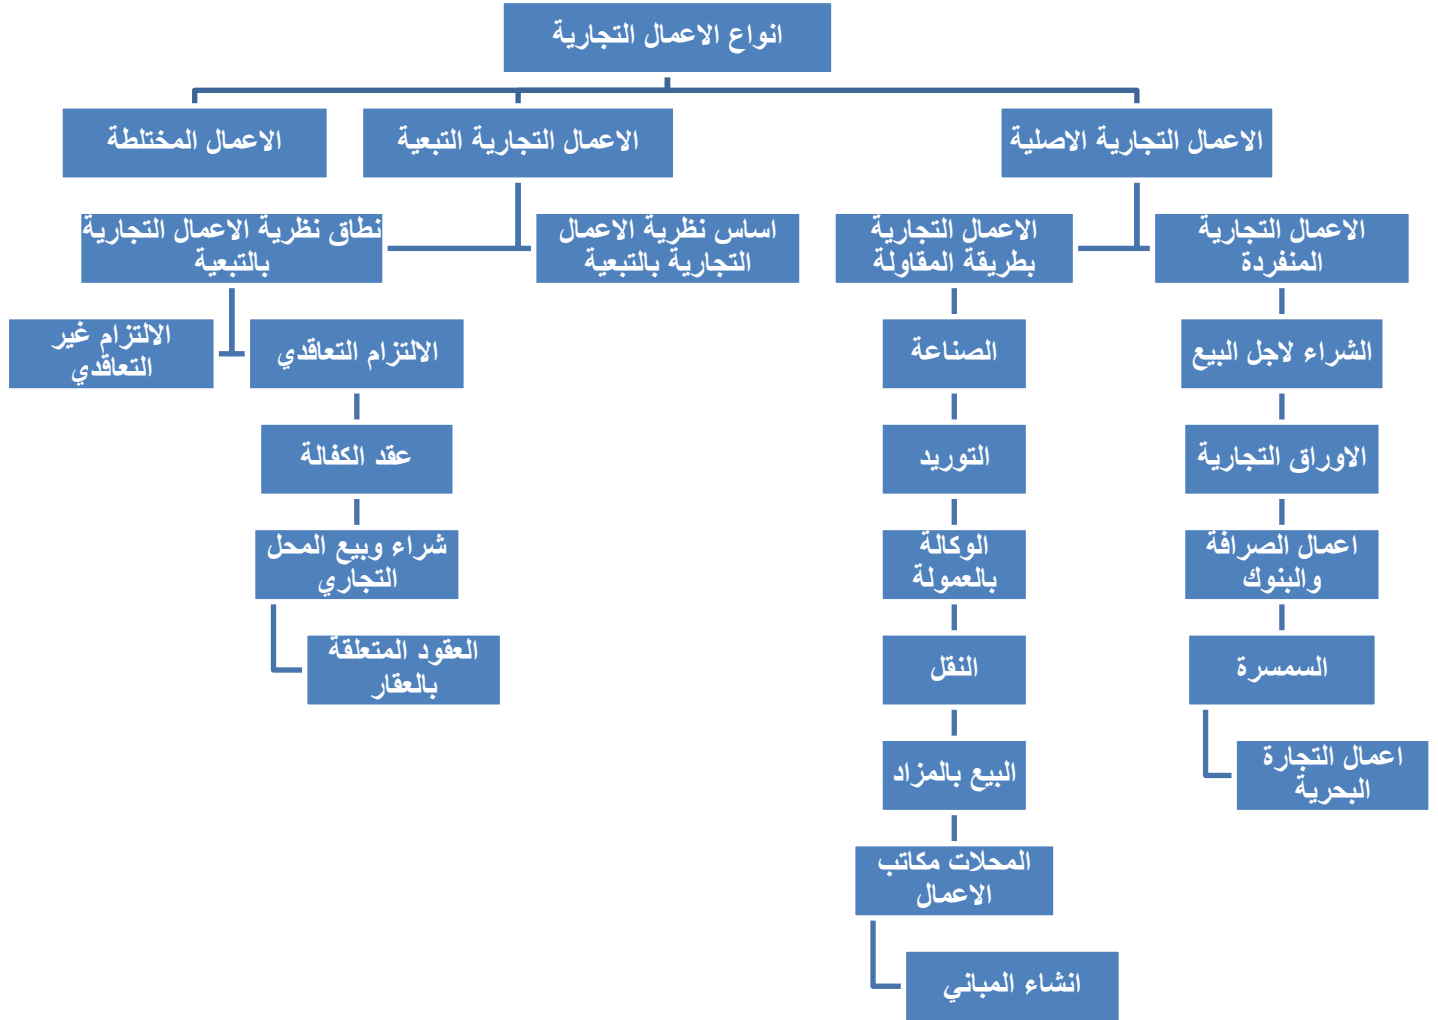 انواع الاعمال التجارية
الاعمال التجارية الاصلية
الاعمال التجارية التبعية
الاعمال المختلطة
الاعمال التجارية
المنفردة
الاعمال التجارية
بطريقة المقاولة
اساس نظرية الاعمال
التجارية بالتبعية
نطاق نظرية الاعمال التجارية
بالتبعية
الشراء لاجل البيع
الصناعة
الالتزام التعاقدي
الالتزام غير
التعاقدي
الاوراق التجارية
التوريد
عقد الكفالة
اعمال الصرافة
والبنوك
الوكالة
بالعمولة
شراء وبيع المحل
التجاري
السمسرة
النقل
العقود المتعلقة
بالعقار
اعمال التجارة
البحرية
البيع بالمزاد
المحلات مكاتب
الاعمال
انشاء المباني